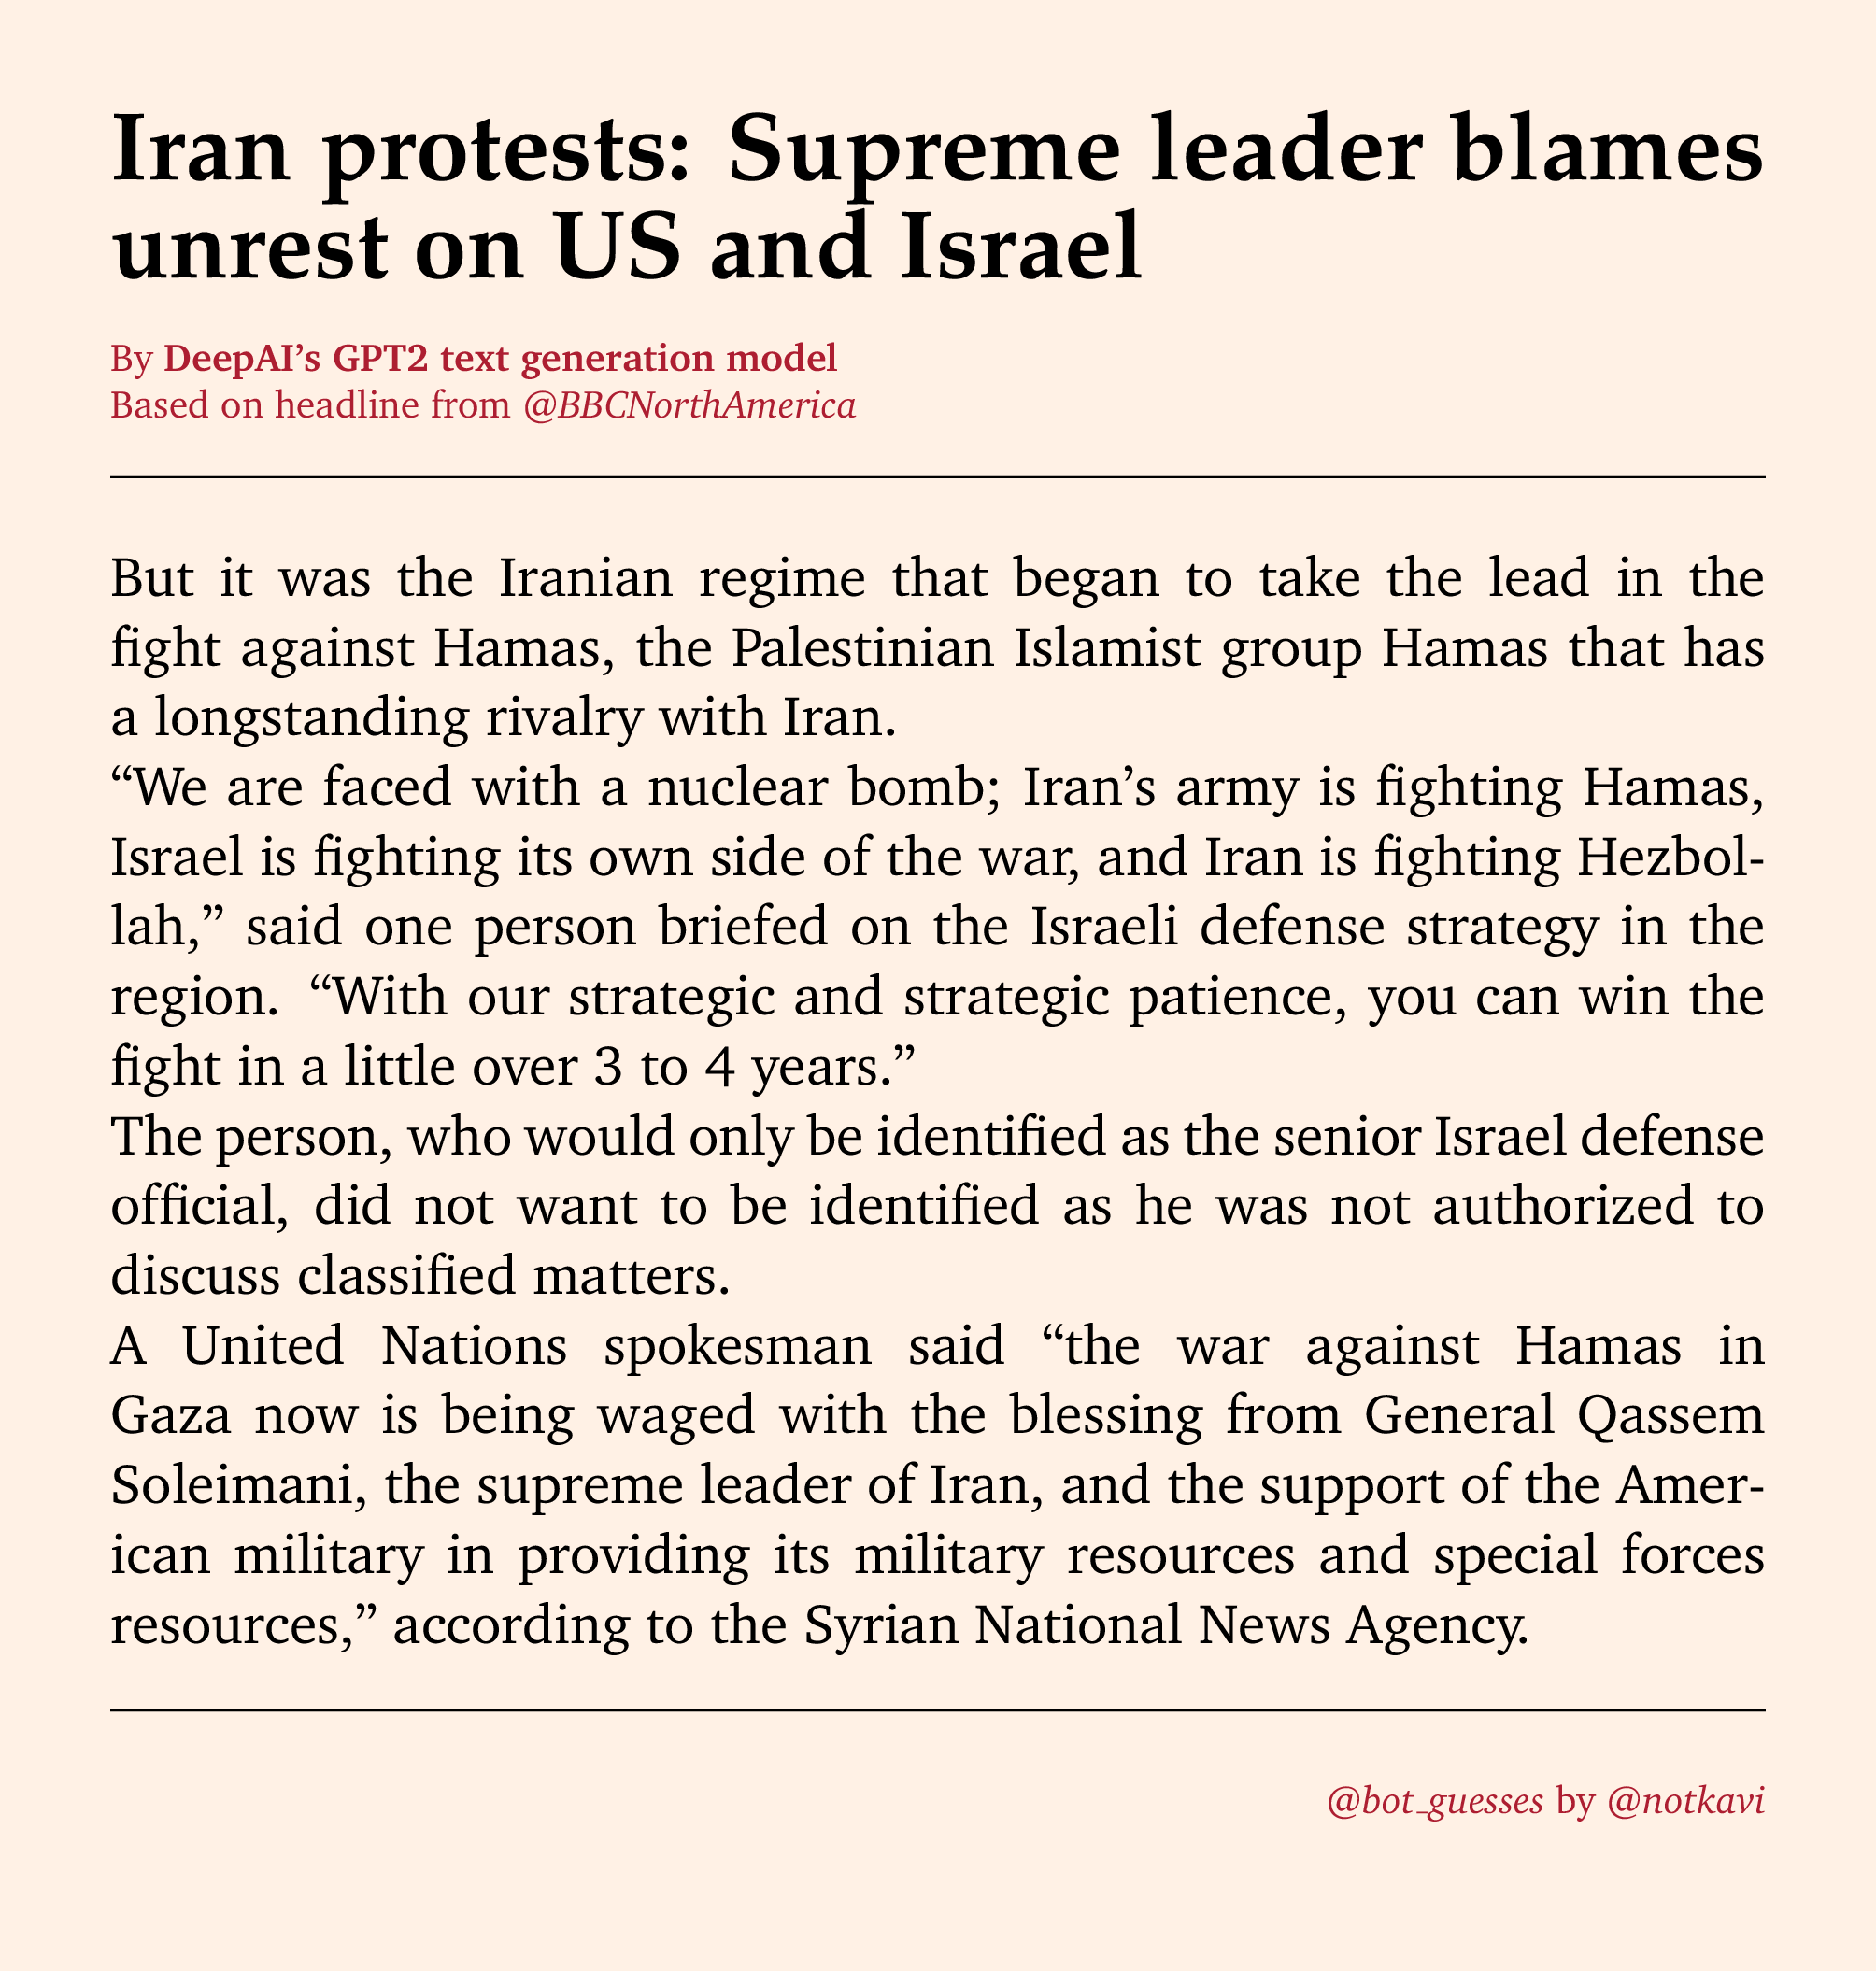 Iran protests: Supreme leader blames
unrest on US and Israel
By DeepAI’s GPT2 text generation model
Based on headline from @BBCNorthAmerica
But it was the Iranian regime that began to take the lead in the
fight against Hamas, the Palestinian Islamist group Hamas that has
a longstanding rivalry with Iran.
“We are faced with a nuclear bomb; Iran’s army is fighting Hamas,
Israel is fighting its own side of the war, and Iran is fighting Hezbol-
lah,” said one person briefed on the Israeli defense strategy in the
region. “With our strategic and strategic patience, you can win the
fight in a little over 3 to 4 years.”
The person, who would only be identified as the senior Israel defense
official, did not want to be identified as he was not authorized to
discuss classified matters.
A United Nations spokesman said “the war against Hamas in
Gaza now is being waged with the blessing from General Qassem
Soleimani, the supreme leader of Iran, and the support of the Amer-
ican military in providing its military resources and special forces
resources,” according to the Syrian National News Agency.
@bot_guesses by @notkavi